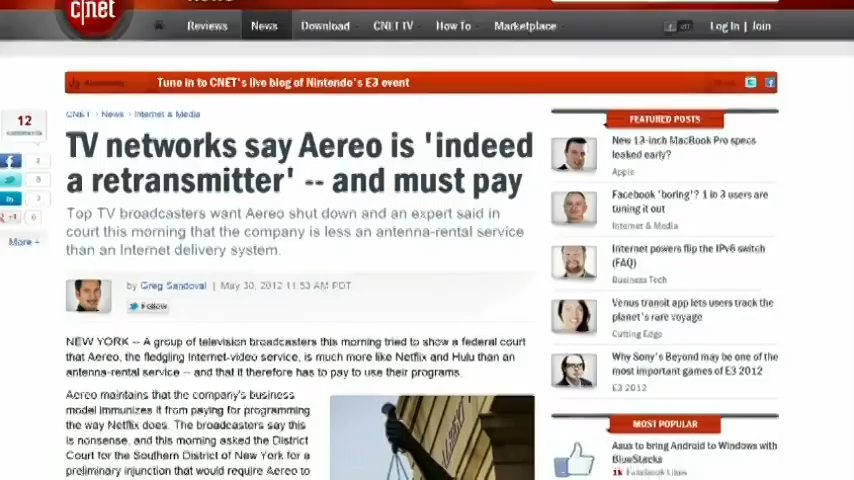 c|net
Reviews
News
Download
CNET TV
How To
Marketplace
Log In | Join
Tune in to CNET's live blog of Nintendo's E3 event
CNET › News › Internet & Media
12
comments
2
8
3
+1
0
More +
TV networks say Aereo is 'indeed
a retransmitter' -- and must pay
Top TV broadcasters want Aereo shut down and an expert said in
court this morning that the company is less an antenna-rental service
than an Internet delivery system.
by Greg Sandoval | May 30, 2012 11:53 AM PDT
Follow
NEW YORK -- A group of television broadcasters this morning tried to show a federal court
that Aereo, the fledgling Internet-video service, is much more like Netflix and Hulu than an
antenna-rental service -- and that it therefore has to pay to use their programs.
Aereo maintains that the company's business
model immunizes it from paying for programming
the way Netflix does. The broadcasters say this
is nonsense, and this morning asked the District
Court for the Southern District of New York for a
preliminary injunction that would require Aereo to
FEATURED POSTS
New 13-inch MacBook Pro specs
leaked early?
Apple
Facebook 'boring'? 1 in 3 users are
tuning it out
Internet & Media
Internet powers flip the IPv6 switch
(FAQ)
Business Tech
Venus transit app lets users track the
planet's rare voyage
Cutting Edge
Why Sony's Beyond may be one of the
most important games of E3 2012
E3 2012
MOST POPULAR
Asus to bring Android to Windows with
BlueStacks
1k Facebook Likes